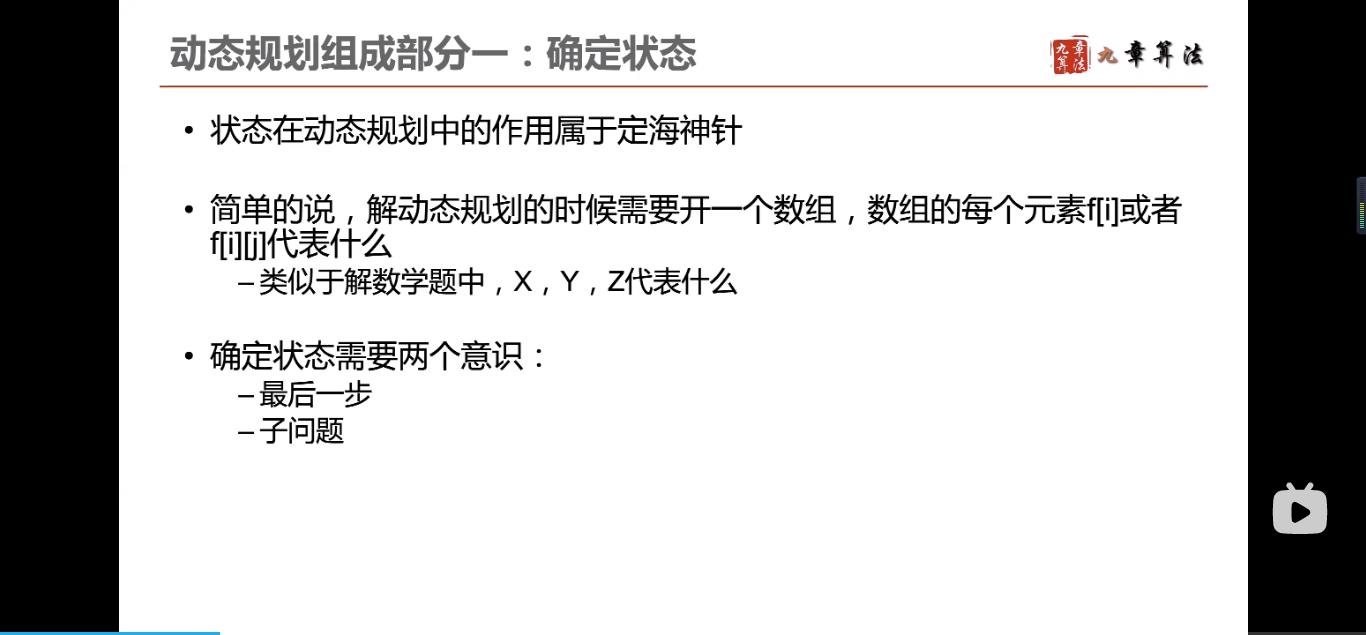 动态规划组成部分一：确定状态
九章算法
九章算法
• 状态在动态规划中的作用属于定海神针
• 简单的说，解动态规划的时候需要开一个数组，数组的每个元素f[i]或者
f[i][j]代表什么
– 类似于解数学题中，X，Y，Z代表什么
• 确定状态需要两个意识：
– 最后一步
– 子问题